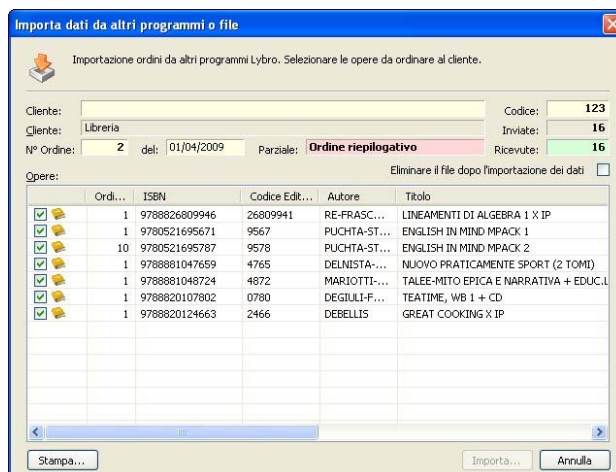 Importa dati da altri programmi o file
Importazione ordini da altri programmi Lybro. Selezionare le opere da ordinare al cliente.
Cliente: Codice: 123
Cliente: Libreria Inviate: 16
N° Ordine: 2 del: 01/04/2009 Parziale: Ordine riepilogativo Ricevute: 16
Opere: Eliminare il file dopo l'importazione dei dati
Ordi... ISBN Codice Edit... Autore Titolo
1 9788826809946 26809941 RE-FRASC... LINEAMENTI DI ALGEBRA 1 X IP
1 9780521695671 9567 PUCHTA-ST... ENGLISH IN MIND MPACK 1
10 9780521695787 9578 PUCHTA-ST... ENGLISH IN MIND MPACK 2
1 9788881047659 4765 DELNISTA-... NUOVO PRATICAMENTE SPORT (2 TOMI)
1 9788881048724 4872 MARIOTTI-... TALEE-MITO EPICA E NARRATIVA + EDUC.L
1 9788820107802 0780 DEGIULI-F... TEATIME, WB 1 + CD
1 9788820124663 2466 DEBELLIS GREAT COOKING X IP
Stampa... Importa... Annulla